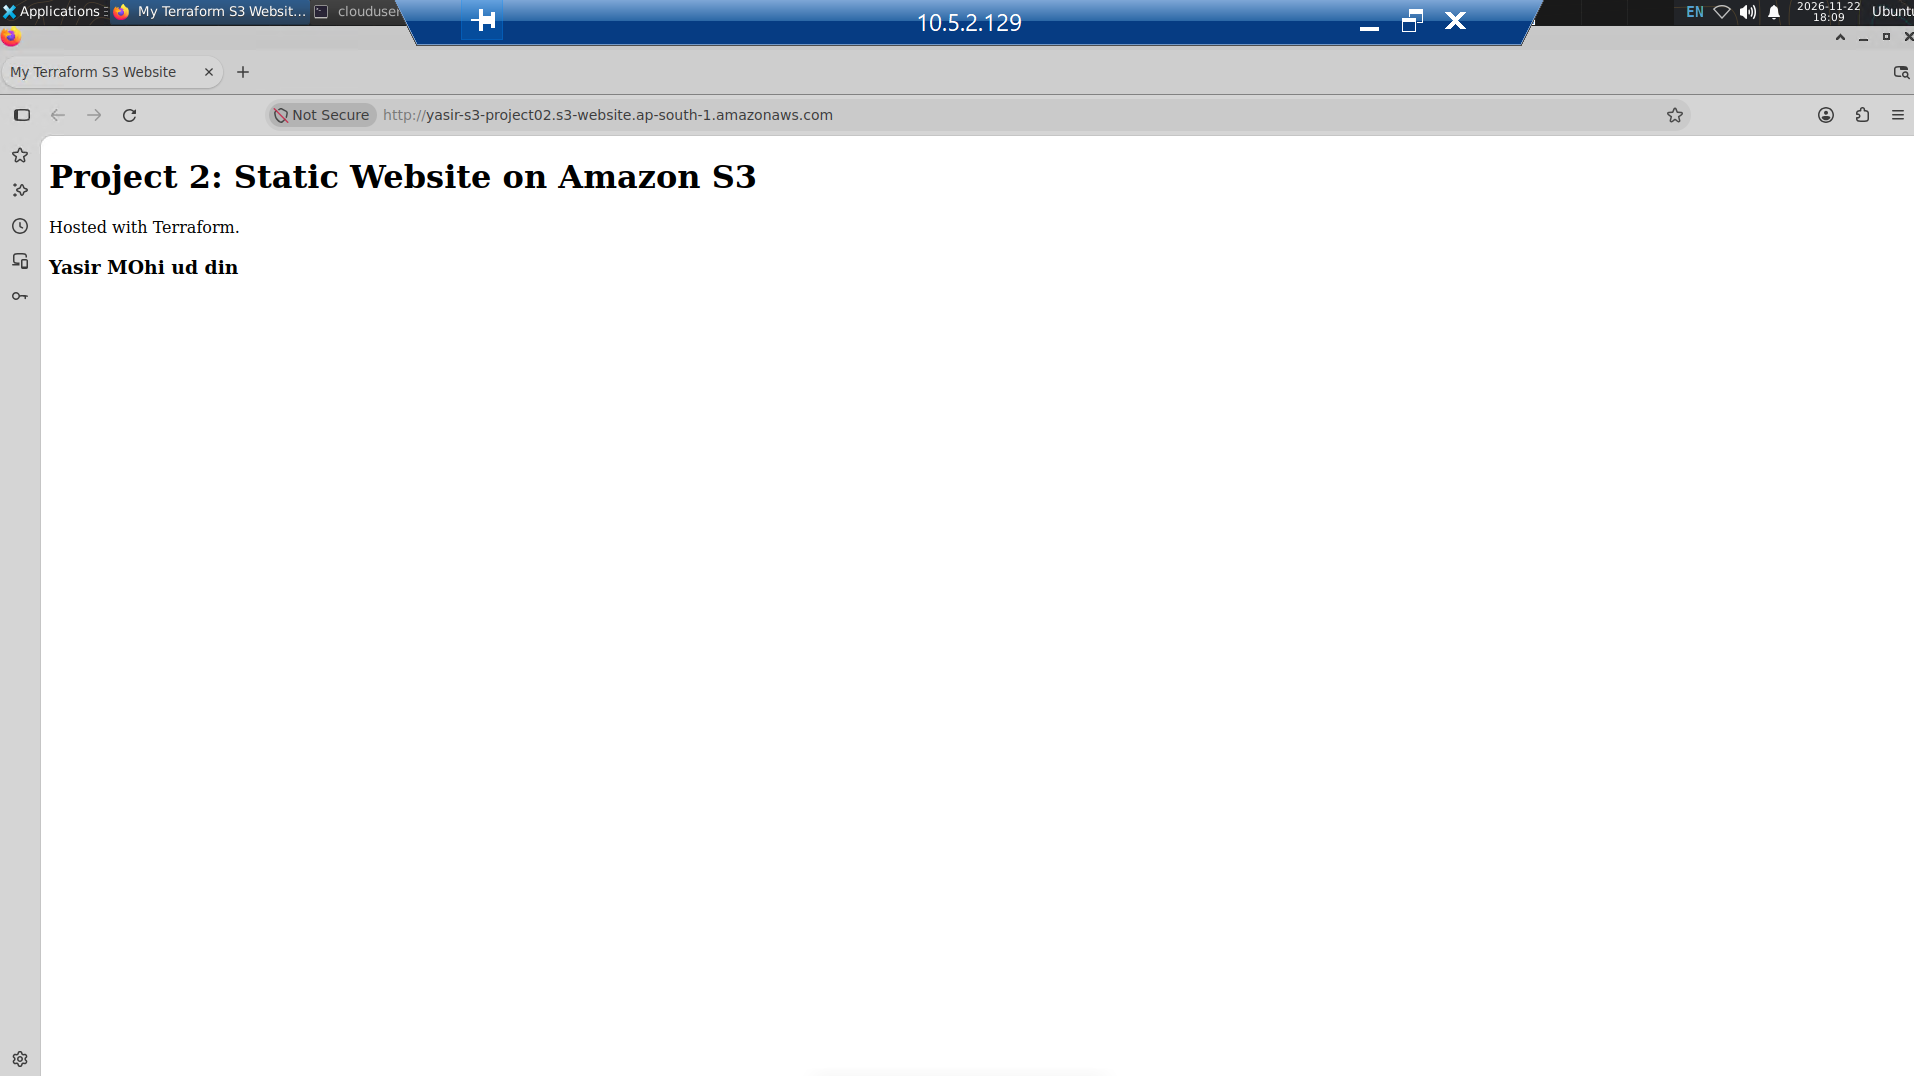 Applications
My Terraform S3 Websit...
clouduser
10.5.2.129
EN
2026-11-22
18:09
Ubuntu
My Terraform S3 Website
Not Secure
http://yasir-s3-project02.s3-website.ap-south-1.amazonaws.com
Project 2: Static Website on Amazon S3
Hosted with Terraform.
Yasir MOhi ud din